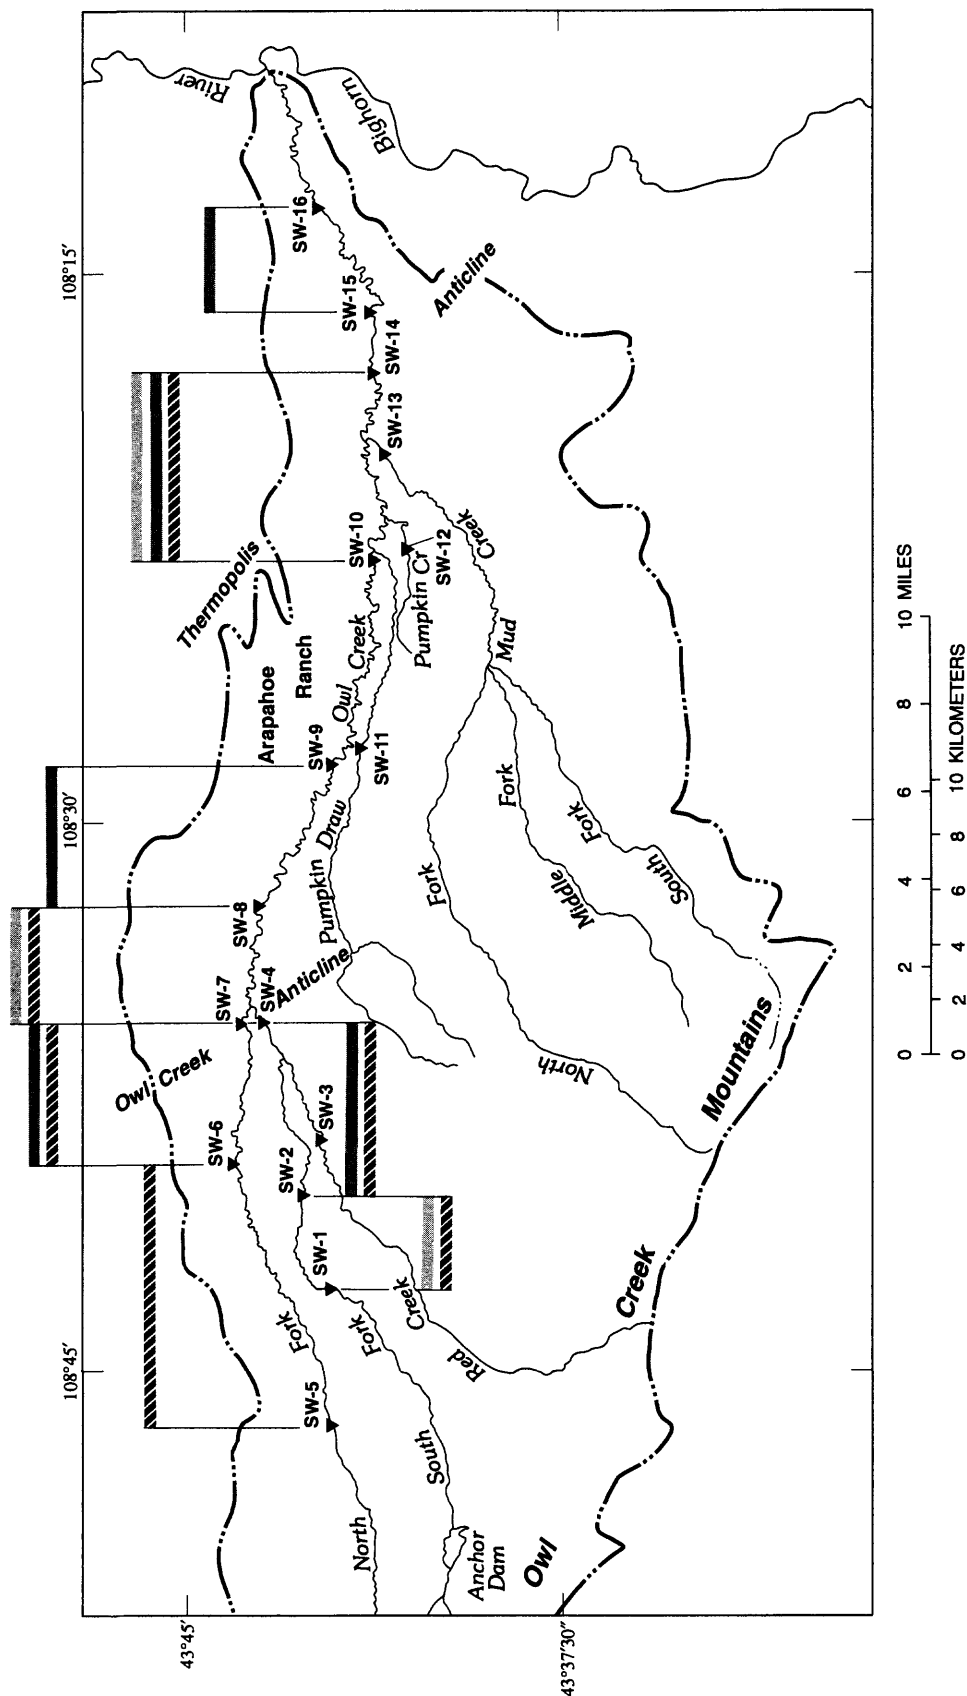 108°45'
108°30'
108°15'
43°45'
43°37'30"
River
Bighorn
Owl Creek
Anticline
Thermopolis
Anticline
Arapahoe
Ranch
SW-5
SW-6
SW-7
SW-4
SW-8
SW-9
SW-10
SW-14
SW-15
SW-16
SW-1
SW-2
SW-3
SW-11
SW-12
SW-13
North
Fork
South
Fork
Anchor
Dam
Red
Creek
Pumpkin Draw
Owl Creek
Pumpkin Cr
Mud
Creek
North
Fork
Middle
Fork
South
Fork
Owl
Creek
Mountains
0 2 4 6 8 10 MILES
0 2 4 6 8 10 KILOMETERS